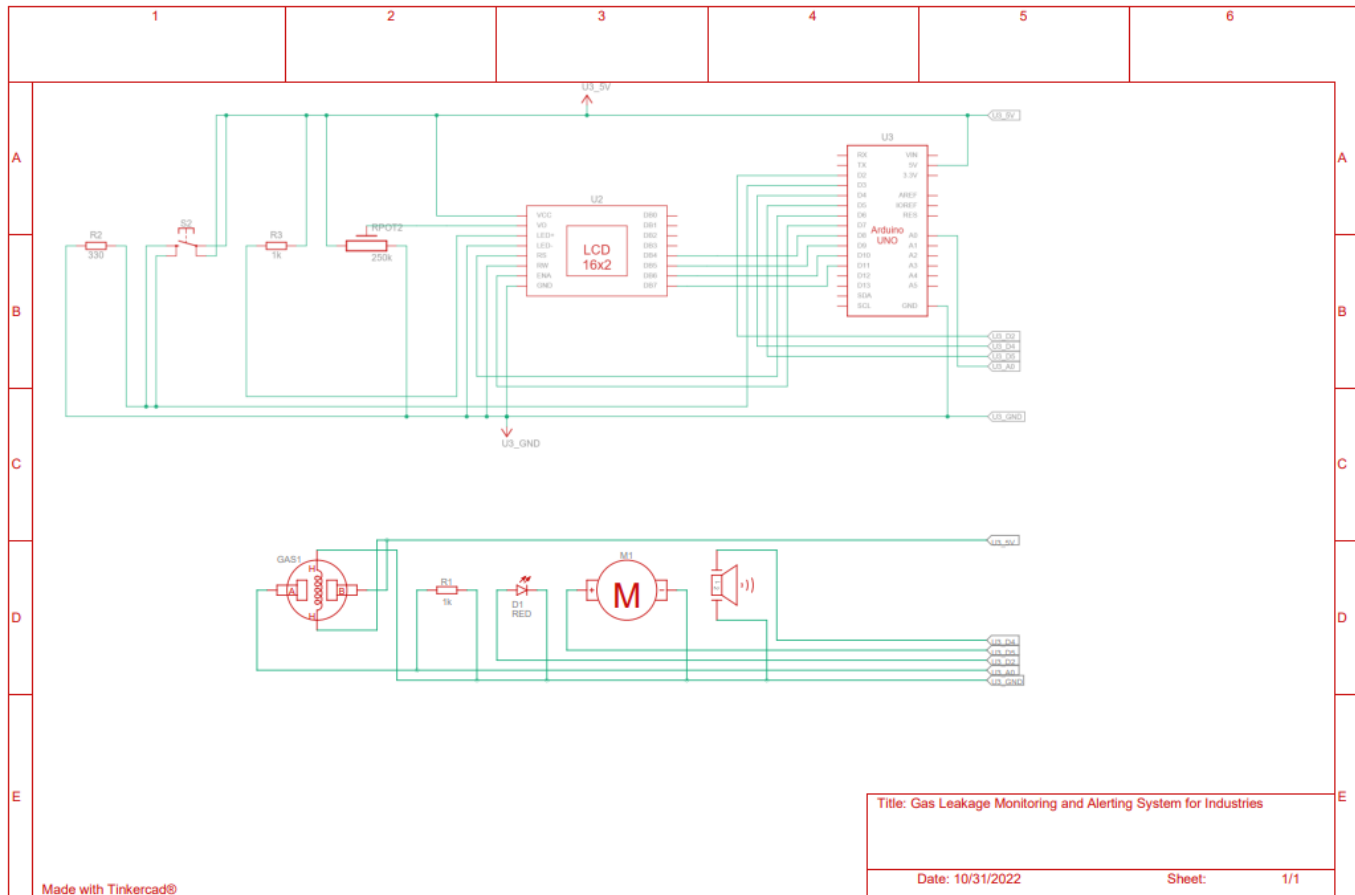 1 2 3 4 5 6
A
B
C
D
E
A
B
C
D
E
U3_5V
U3_5V
R2
330
S2
R3
1k
RPOT2
250k
U2
LCD
16x2
VCC
VO
LED+
LED-
RS
RW
ENA
GND
DB0
DB1
DB2
DB3
DB4
DB5
DB6
DB7
U3
Arduino
UNO
RX
TX
D2
D3
D4
D5
D6
D7
D8
D9
D10
D11
D12
D13
SDA
SCL
VIN
5V
3.3V
AREF
IOREF
RES
A0
A1
A2
A3
A4
A5
GND
U3_D2
U3_D4
U3_D5
U3_A0
U3_GND
U3_GND
GAS1
H
A
B
H
R1
1k
D1
RED
M1
+
M
-
U3_5V
U3_D4
U3_D5
U3_D2
U3_A0
U3_GND
Title: Gas Leakage Monitoring and Alerting System for Industries
Date: 10/31/2022 Sheet: 1/1
Made with Tinkercad®